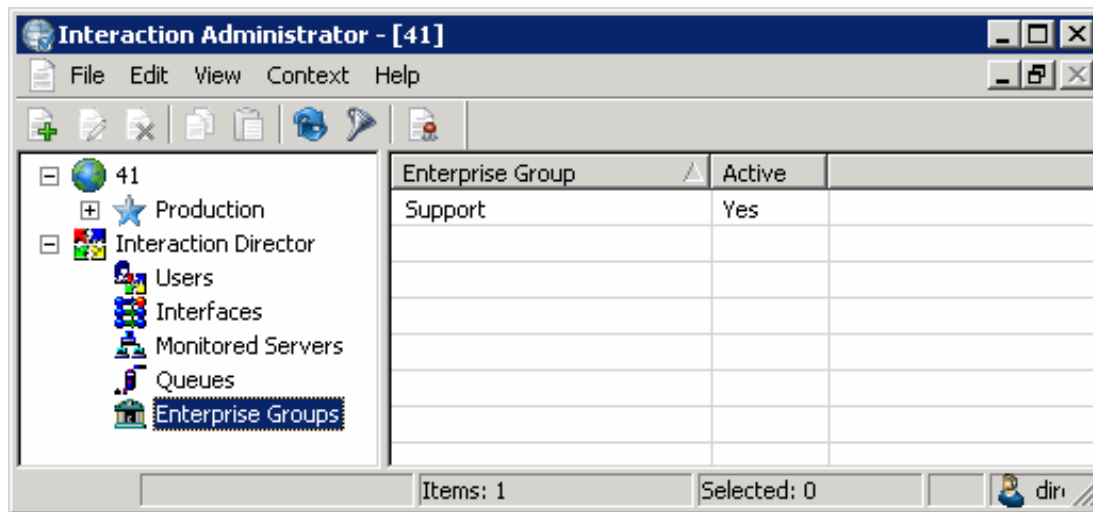 Interaction Administrator - [41]
File Edit View Context Help
41
Production
Interaction Director
Users
Interfaces
Monitored Servers
Queues
Enterprise Groups
Enterprise Group Active
Support Yes
Items: 1 Selected: 0